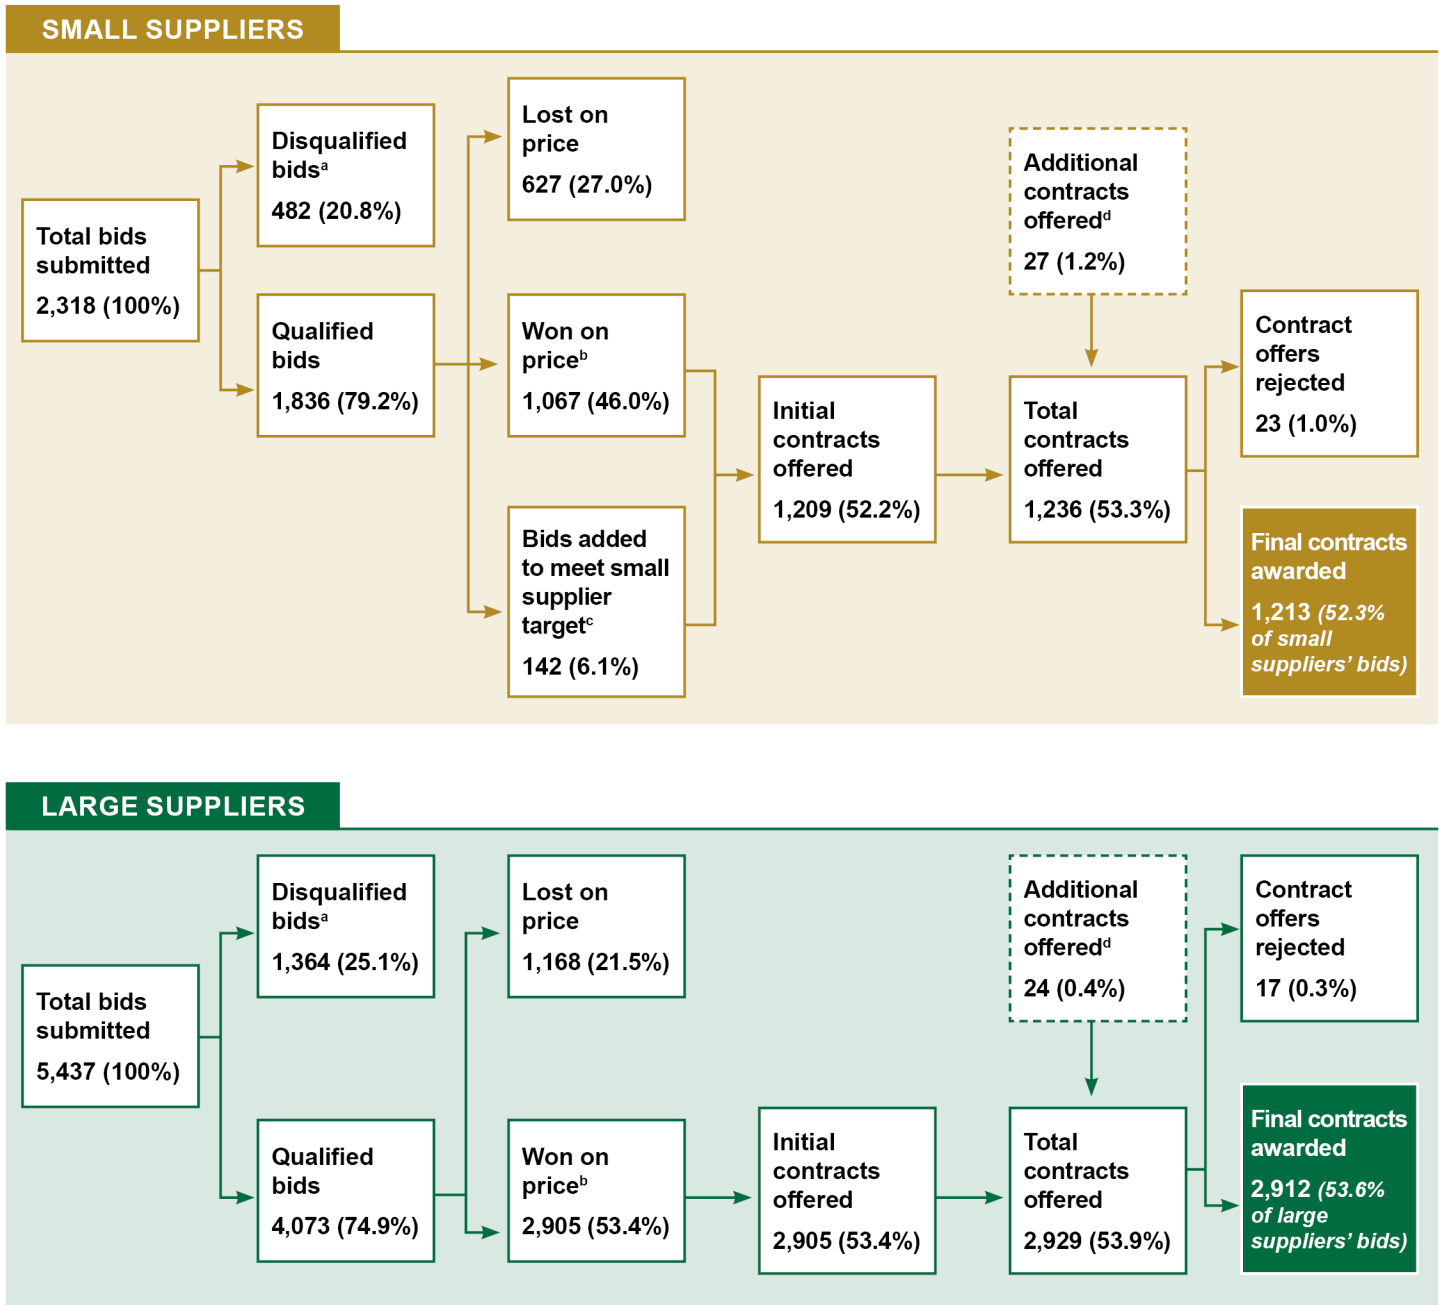 SMALL SUPPLIERS
Total bids
submitted
2,318 (100%)
Disqualified
bidsᵃ
482 (20.8%)
Qualified
bids
1,836 (79.2%)
Lost on
price
627 (27.0%)
Won on
priceᵇ
1,067 (46.0%)
Bids added
to meet small
supplier
targetᶜ
142 (6.1%)
Initial
contracts
offered
1,209 (52.2%)
Additional
contracts
offeredᵈ
27 (1.2%)
Total
contracts
offered
1,236 (53.3%)
Contract
offers
rejected
23 (1.0%)
Final contracts
awarded
1,213 (52.3%
of small
suppliers’ bids)
LARGE SUPPLIERS
Total bids
submitted
5,437 (100%)
Disqualified
bidsᵃ
1,364 (25.1%)
Qualified
bids
4,073 (74.9%)
Lost on
price
1,168 (21.5%)
Won on
priceᵇ
2,905 (53.4%)
Initial
contracts
offered
2,905 (53.4%)
Additional
contracts
offeredᵈ
24 (0.4%)
Total
contracts
offered
2,929 (53.9%)
Contract
offers
rejected
17 (0.3%)
Final contracts
awarded
2,912 (53.6%
of large
suppliers’ bids)